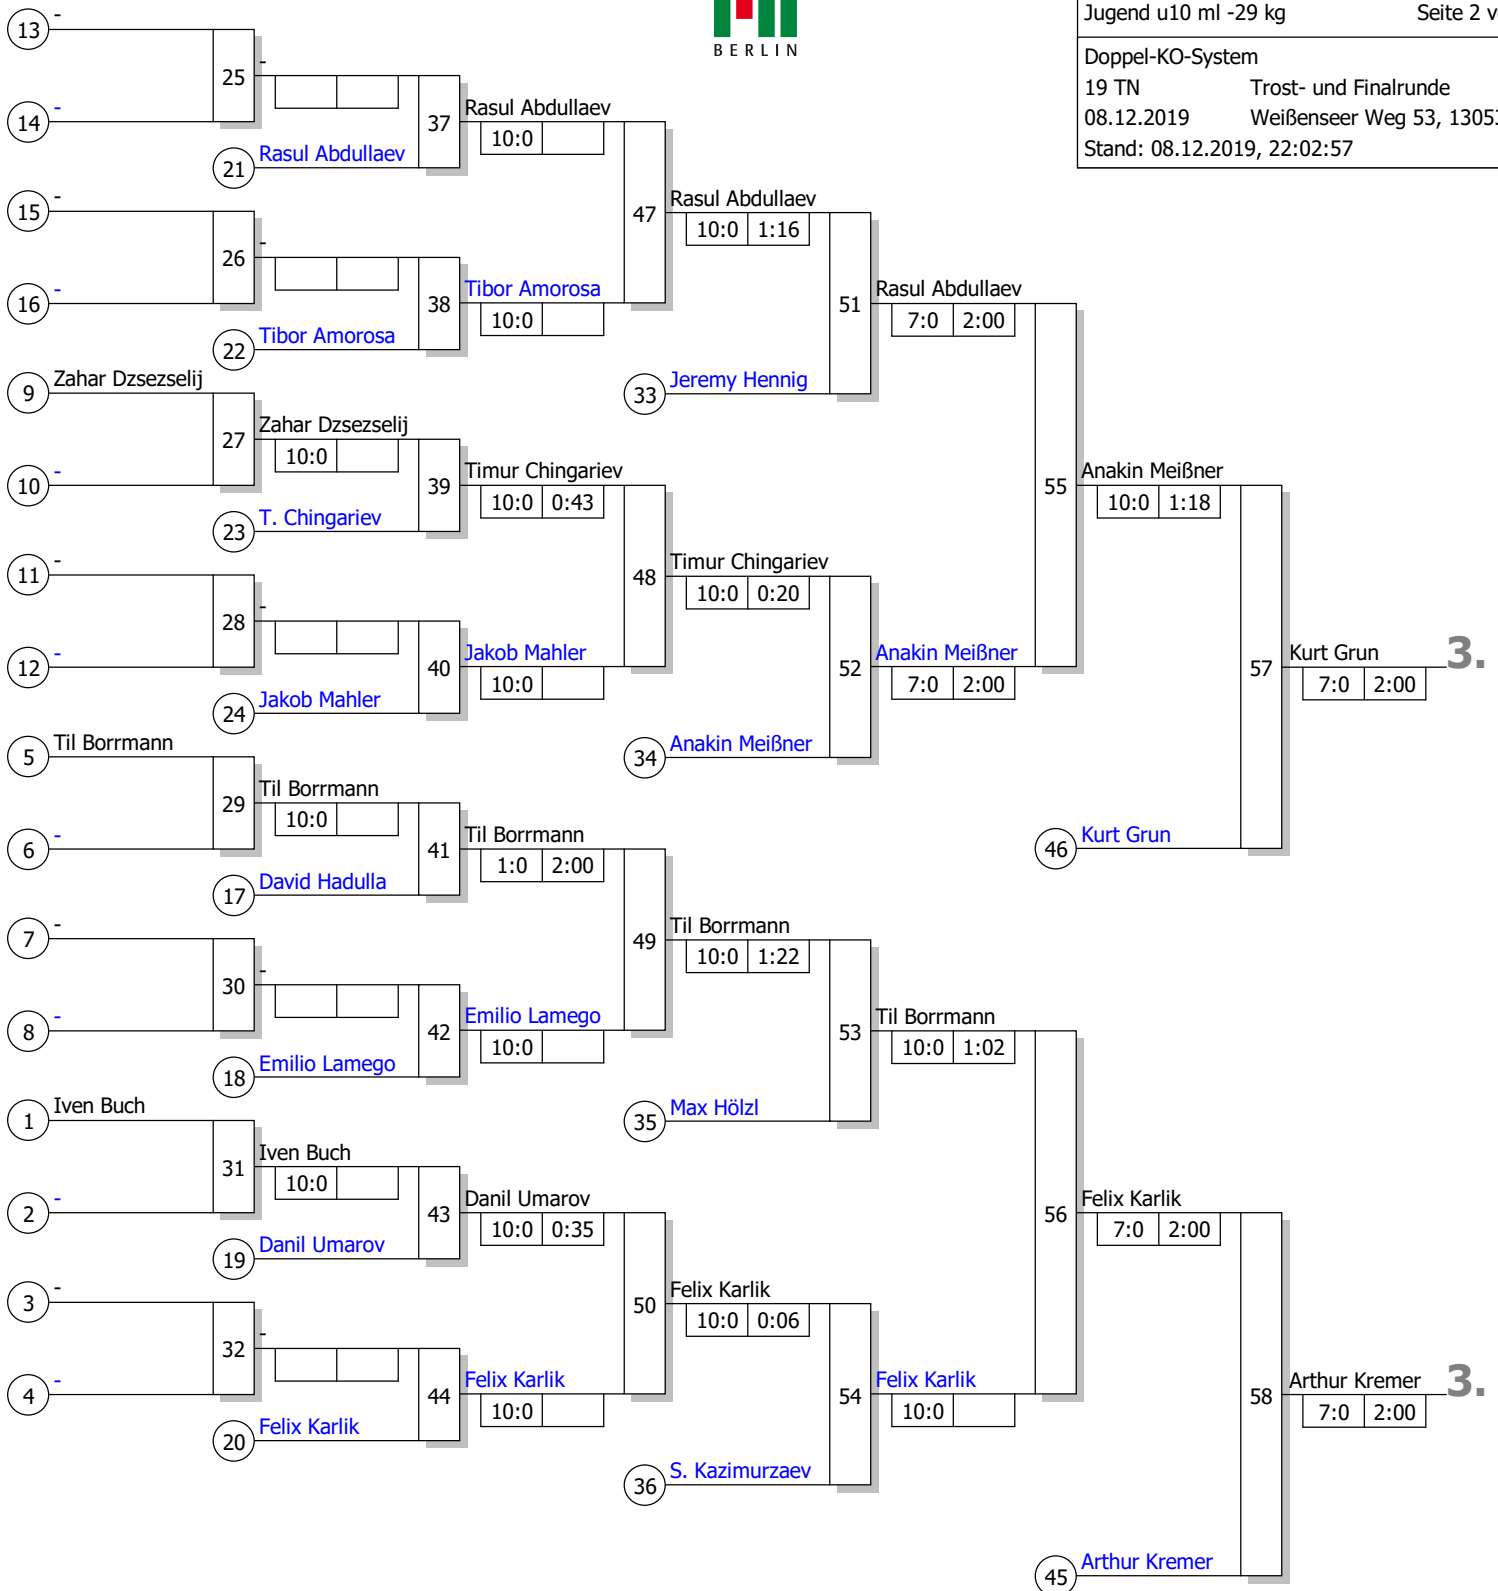 BERLIN
Jugend u10 ml -29 kg Seite 2 v
Doppel-KO-System
19 TN Trost- und Finalrunde
08.12.2019 Weißenseer Weg 53, 13053
Stand: 08.12.2019, 22:02:57
13 -
25
-
14 -
37
Rasul Abdullaev
10:0
21 Rasul Abdullaev
15 -
26
-
16 -
38
Tibor Amorosa
10:0
22 Tibor Amorosa
47
Rasul Abdullaev
10:0 1:16
33 Jeremy Hennig
51
Rasul Abdullaev
7:0 2:00
9 Zahar Dzsezselij
27
Zahar Dzsezselij
10:0
10 -
39
Timur Chingariev
10:0 0:43
23 T. Chingariev
11 -
28
-
12 -
40
Jakob Mahler
10:0
24 Jakob Mahler
48
Timur Chingariev
10:0 0:20
34 Anakin Meißner
52
Anakin Meißner
7:0 2:00
55
Anakin Meißner
10:0 1:18
46 Kurt Grun
57
Kurt Grun
7:0 2:00
3.
5 Til Borrmann
29
Til Borrmann
10:0
6 -
41
Til Borrmann
1:0 2:00
17 David Hadulla
7 -
30
-
8 -
42
Emilio Lamego
10:0
18 Emilio Lamego
49
Til Borrmann
10:0 1:22
35 Max Hölzl
53
Til Borrmann
10:0 1:02
1 Iven Buch
31
Iven Buch
10:0
2 -
43
Danil Umarov
10:0 0:35
19 Danil Umarov
3 -
32
-
4 -
44
Felix Karlik
10:0
20 Felix Karlik
50
Felix Karlik
10:0 0:06
36 S. Kazimurzaev
54
Felix Karlik
10:0
56
Felix Karlik
7:0 2:00
45 Arthur Kremer
58
Arthur Kremer
7:0 2:00
3.